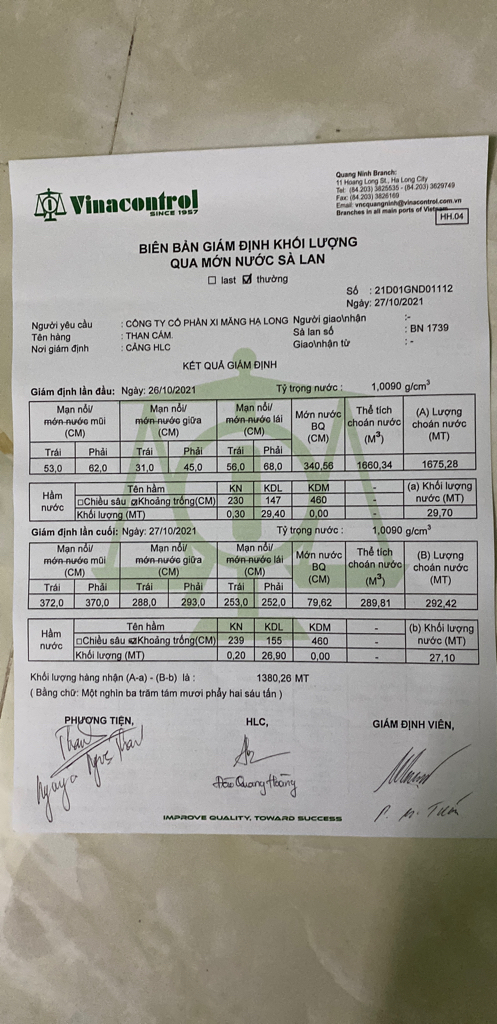 Vinacontrol
SINCE 1957
Quang Ninh Branch:
11 Hoang Long St., Ha Long City
Tel: (84.203) 3825535 - (84.203) 3829749
Fax: (84.203) 3826169
Email: vncquangninh@vinacontrol.com.vn
Branches in all main ports of Vietnam
HH.04
BIÊN BẢN GIÁM ĐỊNH KHỐI LƯỢNG
QUA MỚN NƯỚC SÀ LAN
□ last ☑ thường
Số : 21D01GND01112
Ngày: 27/10/2021
Người yêu cầu : CÔNG TY CỔ PHẦN XI MĂNG HẠ LONG Người giao\nhận :-
Tên hàng : THAN CÁM. Sà lan số : BN 1739
Nơi giám định : CẢNG HLC Giao\nhận từ :-
KẾT QUẢ GIÁM ĐỊNH
Giám định lần đầu: Ngày: 26/10/2021 Tỷ trọng nước : 1,0090 g/cm³
Mạn nổi/ mớn nước mũi (CM) Mạn nổi/ mớn nước giữa (CM) Mạn nổi/ mớn nước lái (CM) Mớn nước BQ (CM) Thể tích choán nước (M³) (A) Lượng choán nước (MT)
Trái Phải Trái Phải Trái Phải
53,0 62,0 31,0 45,0 56,0 68,0 340,56 1660,34 1675,28
Hầm nước Tên hầm KN KDL KDM - (a) Khối lượng nước (MT)
□Chiều sâu ☑Khoảng trống(CM) 230 147 460 -
Khối lượng (MT) 0,30 29,40 0,00 - 29,70
Giám định lần cuối: Ngày: 27/10/2021 Tỷ trọng nước : 1,0090 g/cm³
Mạn nổi/ mớn nước mũi (CM) Mạn nổi/ mớn nước giữa (CM) Mạn nổi/ mớn nước lái (CM) Mớn nước BQ (CM) Thể tích choán nước (M³) (B) Lượng choán nước (MT)
Trái Phải Trái Phải Trái Phải
372,0 370,0 288,0 293,0 253,0 252,0 79,62 289,81 292,42
Hầm nước Tên hầm KN KDL KDM - (b) Khối lượng nước (MT)
□Chiều sâu ☑Khoảng trống(CM) 239 155 460 -
Khối lượng (MT) 0,20 26,90 0,00 - 27,10
Khối lượng hàng nhận (A-a) - (B-b) là : 1380,26 MT
( Bằng chữ: Một nghìn ba trăm tám mươi phẩy hai sáu tấn )
PHƯƠNG TIỆN, HLC, GIÁM ĐỊNH VIÊN,
Đào Quang Hoàng
IMPROVE QUALITY, TOWARD SUCCESS